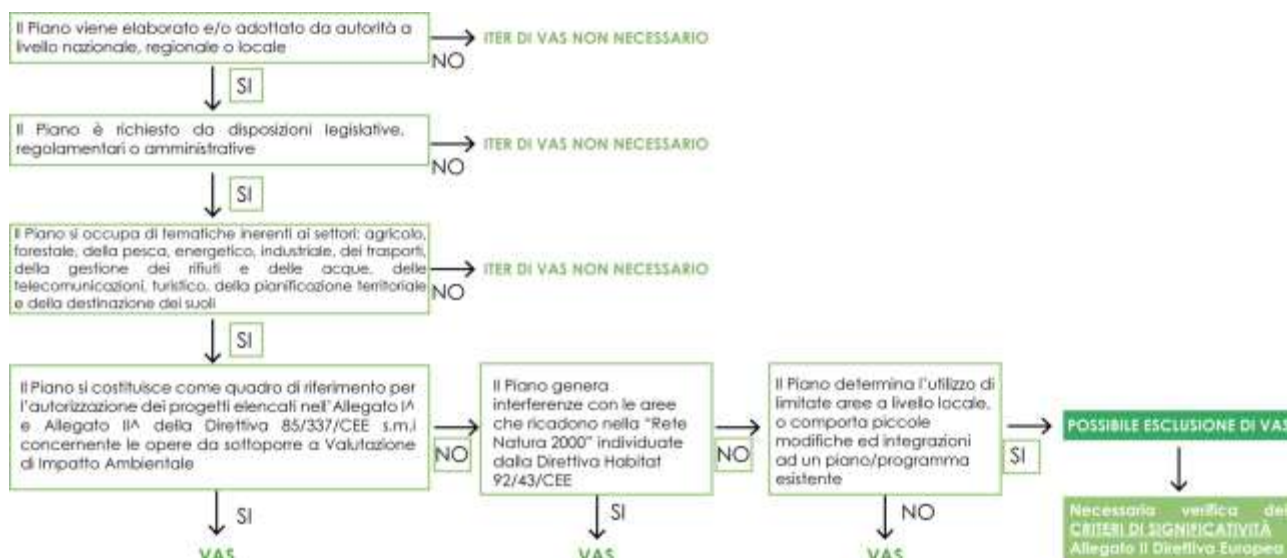 Il Piano viene elaborato e/o adottato da autorità a
livello nazionale, regionale o locale
NO
ITER DI VAS NON NECESSARIO
SI
Il Piano è richiesto da disposizioni legislative,
regolamentari o amministrative
NO
ITER DI VAS NON NECESSARIO
SI
Il Piano si occupa di tematiche inerenti ai settori: agricolo,
forestale, della pesca, energetico, industriale, dei trasporti,
della gestione dei rifiuti e delle acque, delle
telecomunicazioni, turistico, della pianificazione territoriale
e della destinazione dei suoli
NO
ITER DI VAS NON NECESSARIO
SI
Il Piano si costituisce come quadro di riferimento per
l'autorizzazione dei progetti elencati nell'Allegato I^
e Allegato II^ della Direttiva 85/337/CEE s.m.i
concernente le opere da sottoporre a Valutazione
di Impatto Ambientale
NO
SI
VAS
Il Piano genera
interferenze con le aree
che ricadono nella "Rete
Natura 2000" individuate
dalla Direttiva Habitat
92/43/CEE
NO
SI
VAS
Il Piano determina l'utilizzo di
limitate aree a livello locale,
o comporta piccole
modifiche ed integrazioni
ad un piano/programma
esistente
SI
NO
VAS
POSSIBILE ESCLUSIONE DI VAS
Necessaria verifica dei
CRITERI DI SIGNIFICATIVITÀ
Allegato II Direttiva Europea